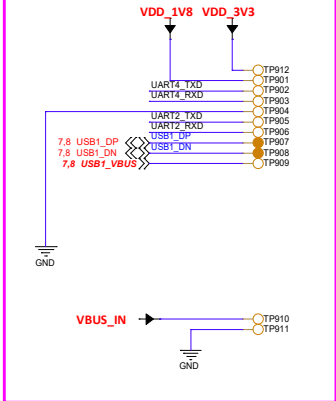 VDD_1V8 VDD_3V3
TP912
TP901
UART4_TXD TP902
UART4_RXD TP903
TP904
UART2_TXD TP905
UART2_RXD TP906
7,8 USB1_DP USB1_DP TP907
7,8 USB1_DN USB1_DN TP908
7,8 USB1_VBUS TP909
GND
VBUS_IN TP910
TP911
GND